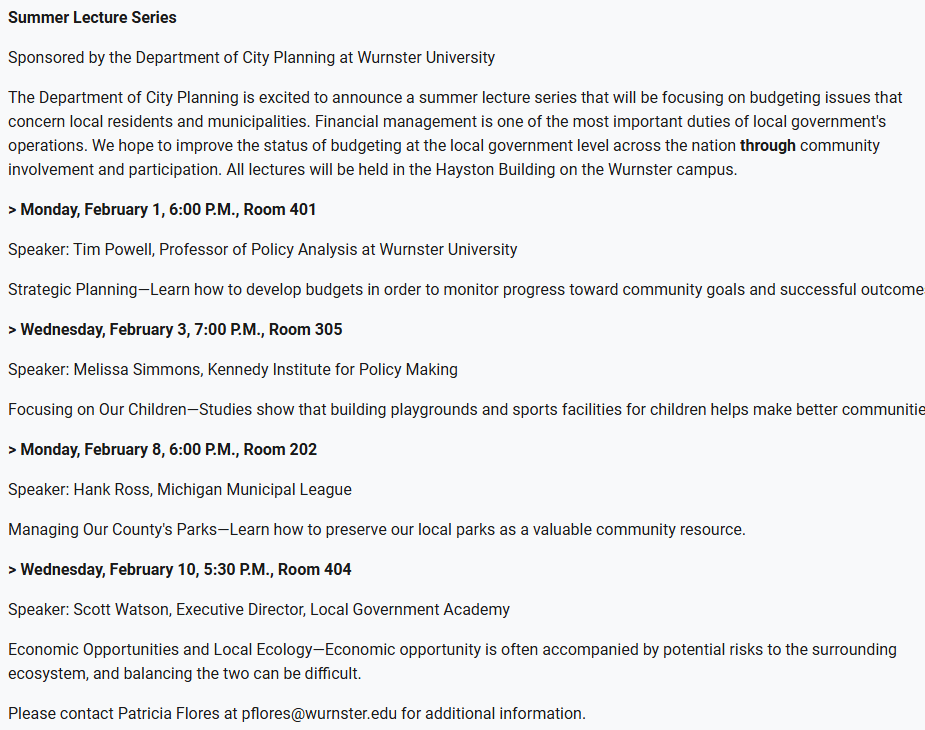 Summer Lecture Series
Sponsored by the Department of City Planning at Wurnster University
The Department of City Planning is excited to announce a summer lecture series that will be focusing on budgeting issues that
concern local residents and municipalities. Financial management is one of the most important duties of local government's
operations. We hope to improve the status of budgeting at the local government level across the nation through community
involvement and participation. All lectures will be held in the Hayston Building on the Wurnster campus.
> Monday, February 1, 6:00 P.M., Room 401
Speaker: Tim Powell, Professor of Policy Analysis at Wurnster University
Strategic Planning—Learn how to develop budgets in order to monitor progress toward community goals and successful outcome
> Wednesday, February 3, 7:00 P.M., Room 305
Speaker: Melissa Simmons, Kennedy Institute for Policy Making
Focusing on Our Children—Studies show that building playgrounds and sports facilities for children helps make better communitie
> Monday, February 8, 6:00 P.M., Room 202
Speaker: Hank Ross, Michigan Municipal League
Managing Our County's Parks—Learn how to preserve our local parks as a valuable community resource.
> Wednesday, February 10, 5:30 P.M., Room 404
Speaker: Scott Watson, Executive Director, Local Government Academy
Economic Opportunities and Local Ecology—Economic opportunity is often accompanied by potential risks to the surrounding
ecosystem, and balancing the two can be difficult.
Please contact Patricia Flores at pflores@wurnster.edu for additional information.